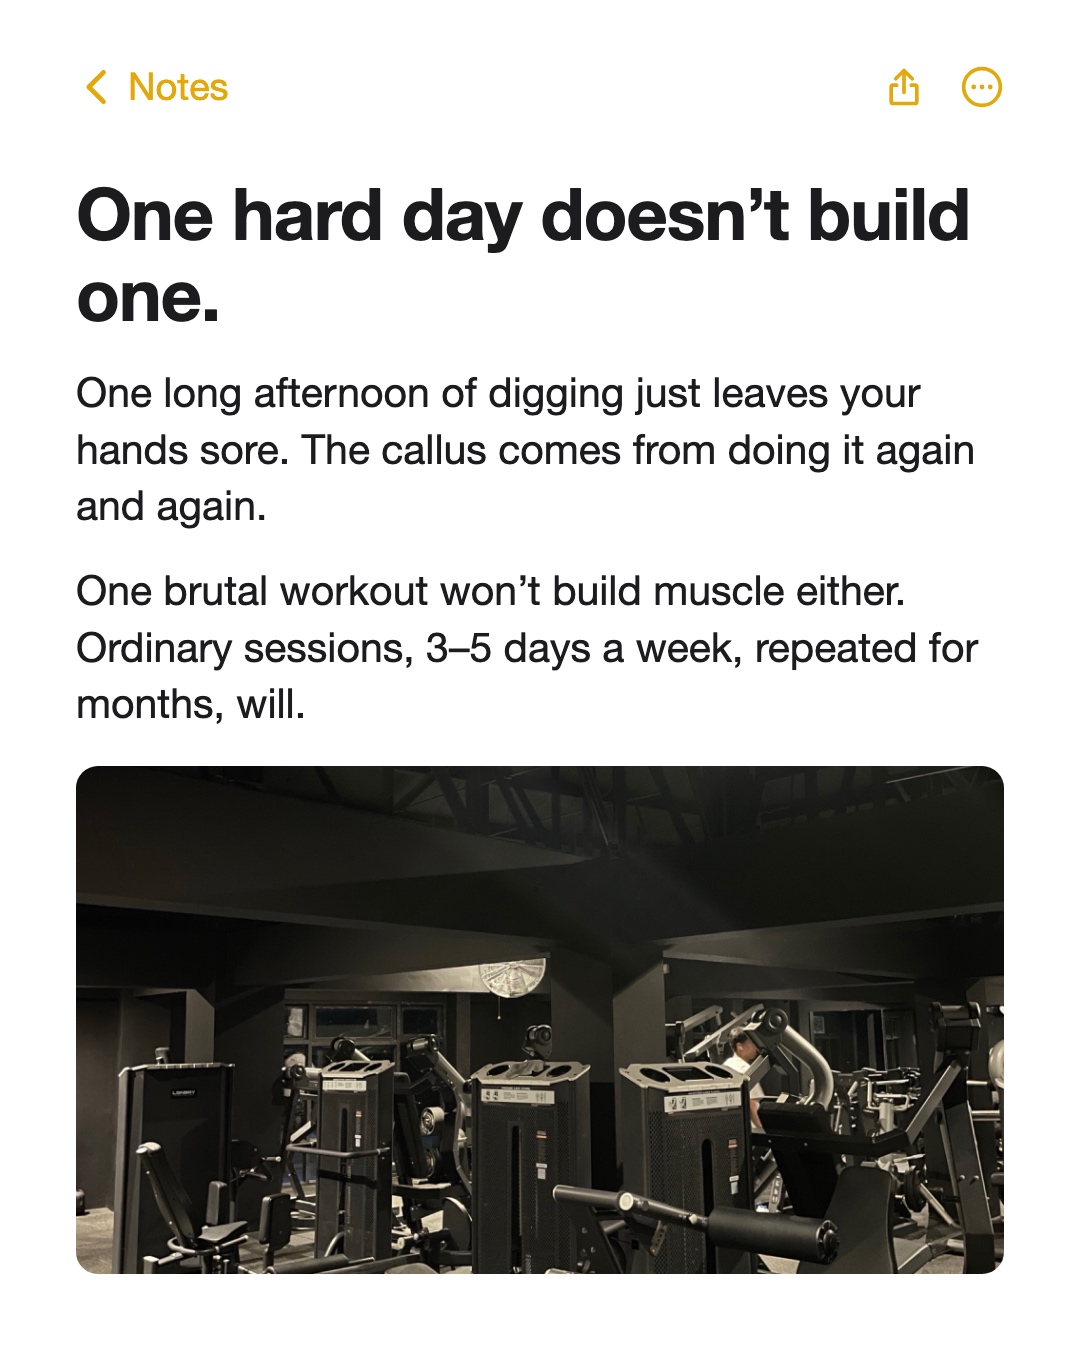 Notes
One hard day doesn’t build
one.
One long afternoon of digging just leaves your
hands sore. The callus comes from doing it again
and again.
One brutal workout won’t build muscle either.
Ordinary sessions, 3–5 days a week, repeated for
months, will.